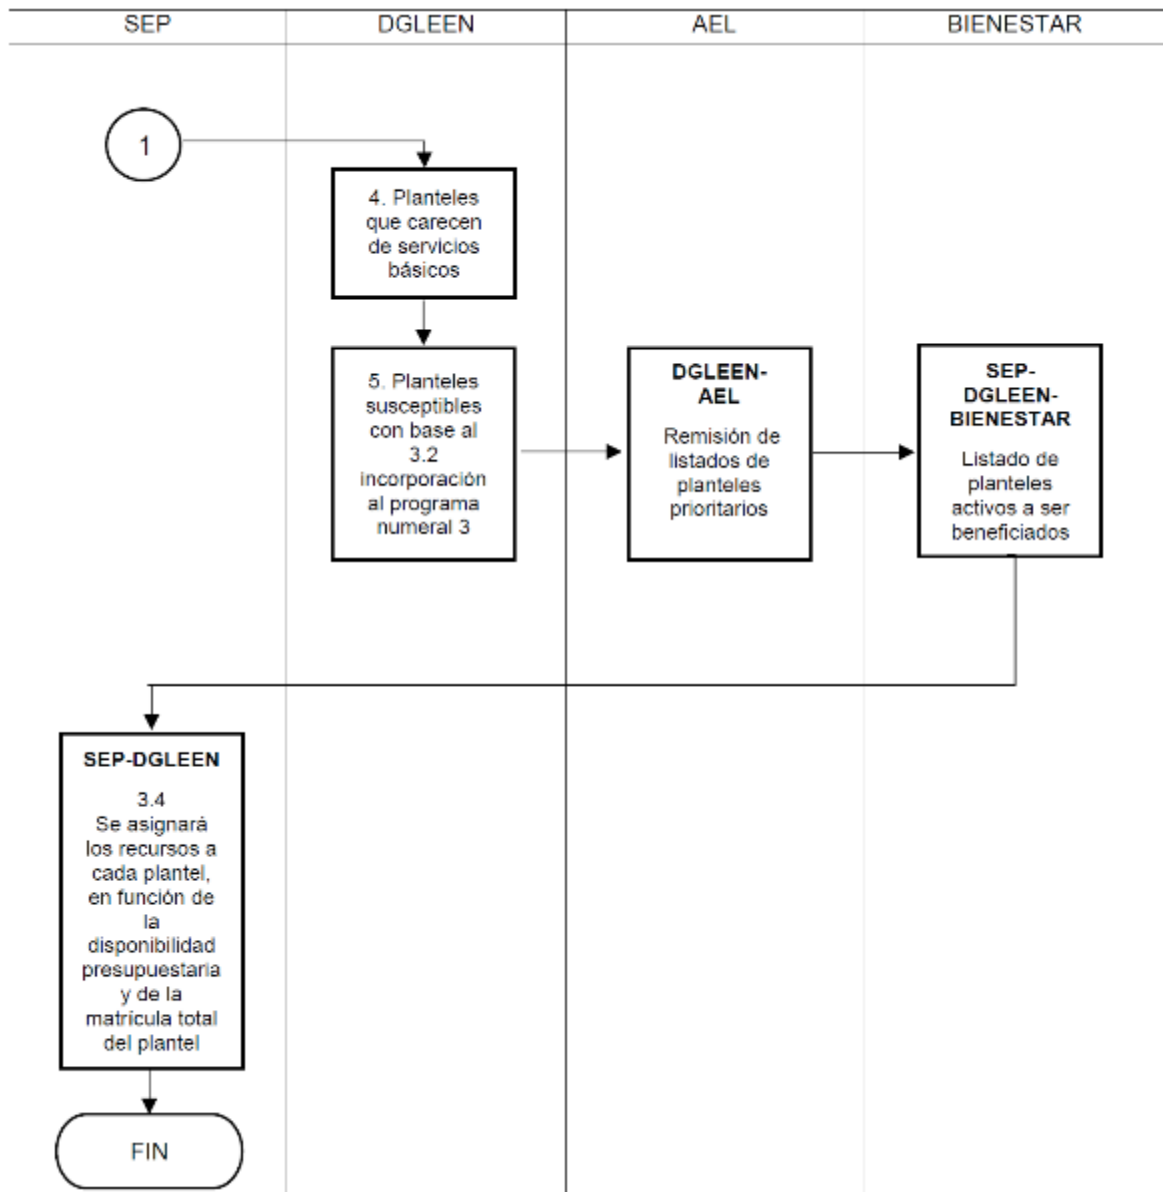 SEP
DGLEEN
AEL
BIENESTAR
1
4. Planteles
que carecen
de servicios
básicos
5. Planteles
susceptibles
con base al
3.2
incorporación
al programa
numeral 3
DGLEEN-
AEL
Remisión de
listados de
planteles
prioritarios
SEP-
DGLEEN-
BIENESTAR
Listado de
planteles
activos a ser
beneficiados
SEP-DGLEEN
3.4
Se asignará
los recursos a
cada plantel,
en función de
la
disponibilidad
presupuestaria
y de la
matrícula total
del plantel
FIN